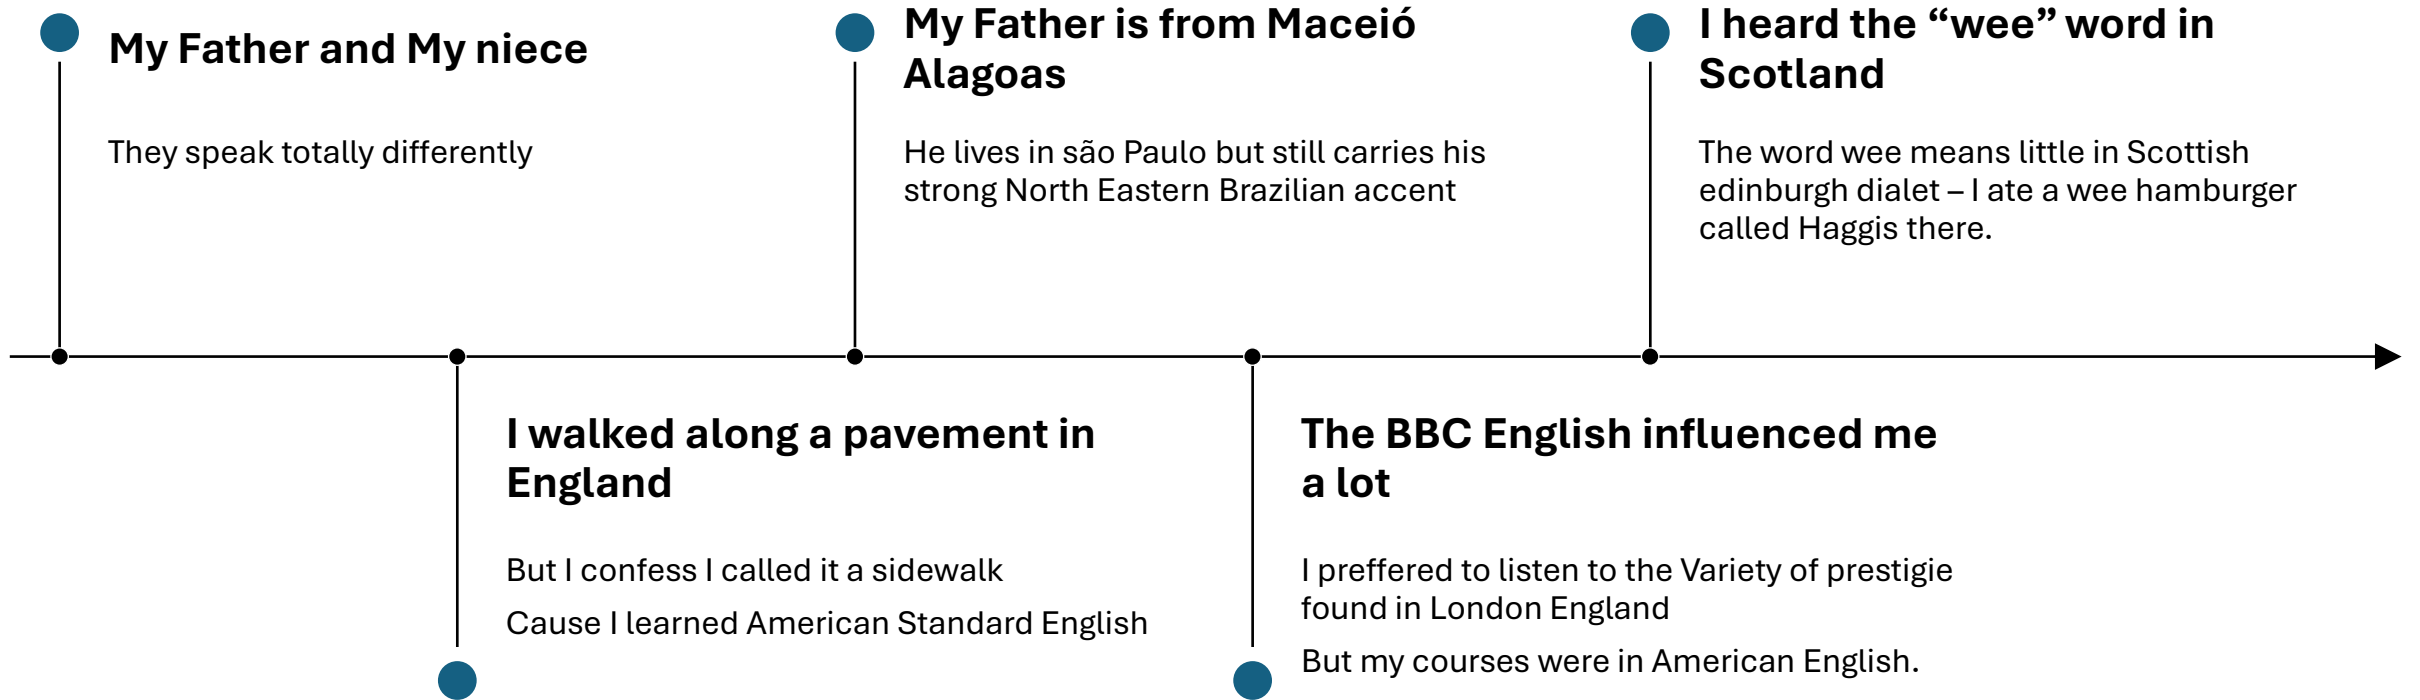 My Father and My niece
They speak totally differently
I walked along a pavement in
England
But I confess I called it a sidewalk
Cause I learned American Standard English
My Father is from Maceió
Alagoas
He lives in são Paulo but still carries his
strong North Eastern Brazilian accent
The BBC English influenced me
a lot
I preffered to listen to the Variety of prestigie
found in London England
But my courses were in American English.
I heard the “wee” word in
Scotland
The word wee means little in Scottish
edinburgh dialet – I ate a wee hamburger
called Haggis there.